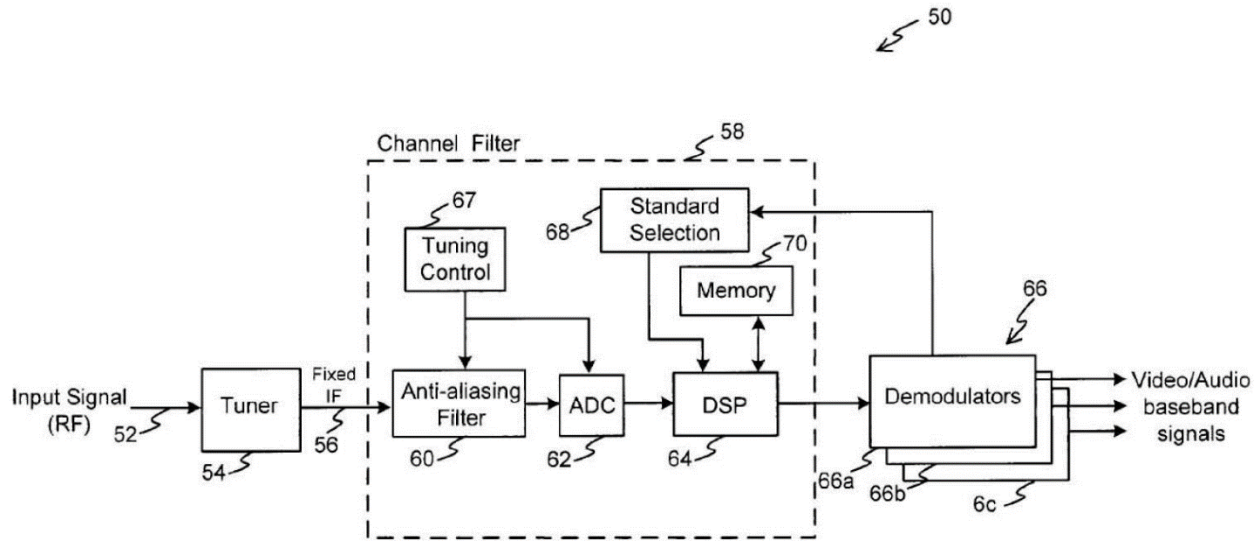 50
Channel Filter
58
67
68
Standard
Selection
Tuning
Control
70
Memory
66
Fixed
IF
Input Signal
(RF)
52
Tuner
54
56
Anti-aliasing
Filter
60
ADC
62
DSP
64
Demodulators
66a
66b
6c
Video/Audio
baseband
signals